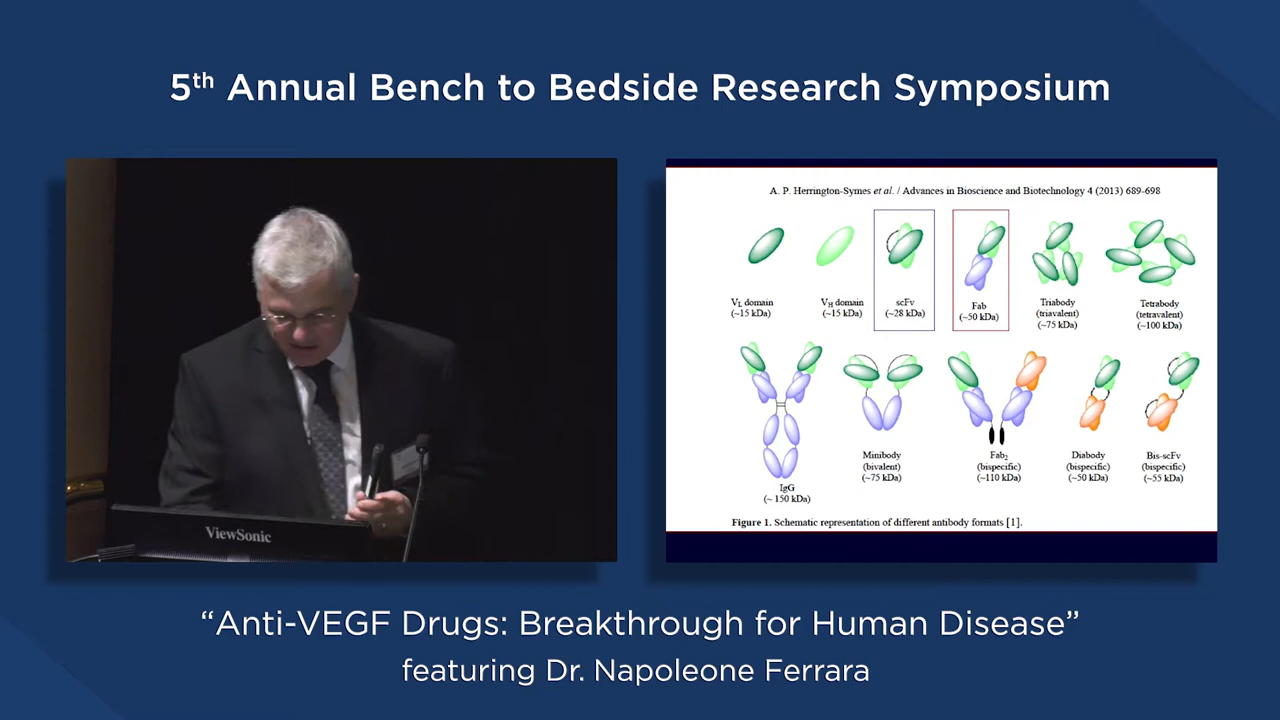 5th Annual Bench to Bedside Research Symposium
ViewSonic
A. P. Herrington-Symes et al. / Advances in Bioscience and Biotechnology 4 (2013) 689-698
VL domain
(~15 kDa)
VH domain
(~15 kDa)
scFv
(~28 kDa)
Fab
(~50 kDa)
Triabody
(triavalent)
(~75 kDa)
Tetrabody
(tetravalent)
(~100 kDa)
IgG
(~ 150 kDa)
Minibody
(bivalent)
(~75 kDa)
Fab2
(bispecific)
(~110 kDa)
Diabody
(bispecific)
(~50 kDa)
Bis-scFv
(bispecific)
(~55 kDa)
Figure 1. Schematic representation of different antibody formats [1].
“Anti-VEGF Drugs: Breakthrough for Human Disease”
featuring Dr. Napoleone Ferrara